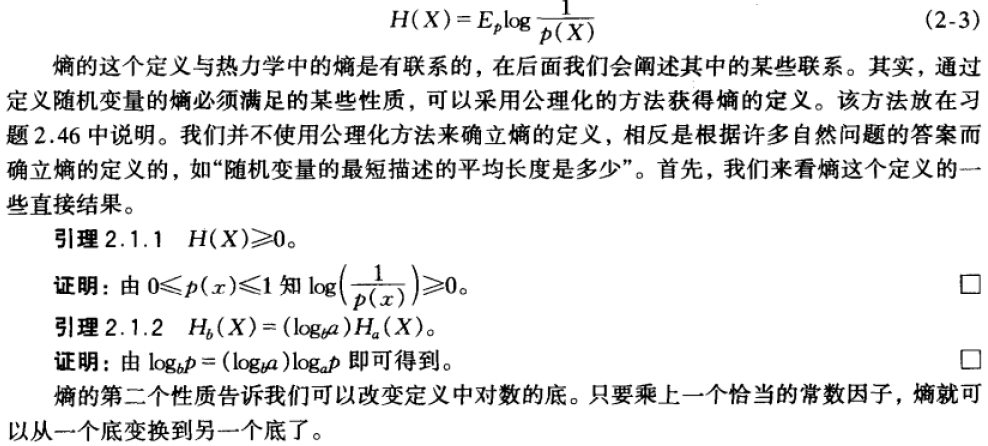 H(X) = E_p log 1/p(X) (2-3)
熵的这个定义与热力学中的熵是有联系的，在后面我们会阐述其中的某些联系。其实，通过
定义随机变量的熵必须满足的某些性质，可以采用公理化的方法获得熵的定义。该方法放在习
题 2.46 中说明。我们并不使用公理化方法来确立熵的定义，相反是根据许多自然问题的答案而
确立熵的定义的，如“随机变量的最短描述的平均长度是多少”。首先，我们来看熵这个定义的一
些直接结果。
引理 2.1.1 H(X)≥0。
证明：由 0≤p(x)≤1 知 log(1/p(x))≥0。 □
引理 2.1.2 H_b(X) = (log_b a)H_a(X)。
证明：由 log_b p = (log_b a)log_a p 即可得到。 □
熵的第二个性质告诉我们可以改变定义中对数的底。只要乘上一个恰当的常数因子，熵就可
以从一个底变换到另一个底了。